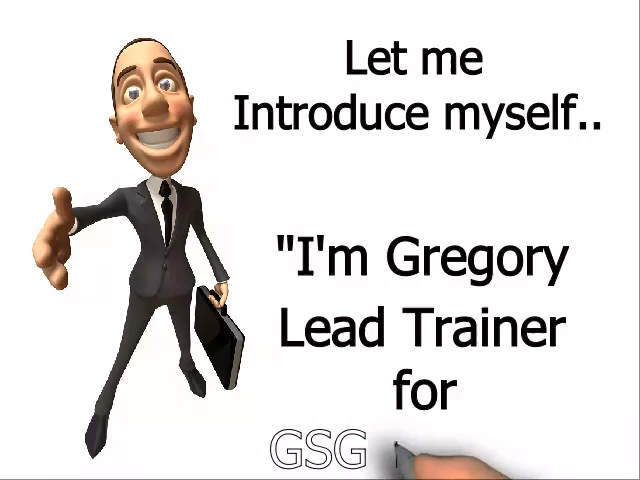 Let me
Introduce myself..
"I'm Gregory
Lead Trainer
for
GSG